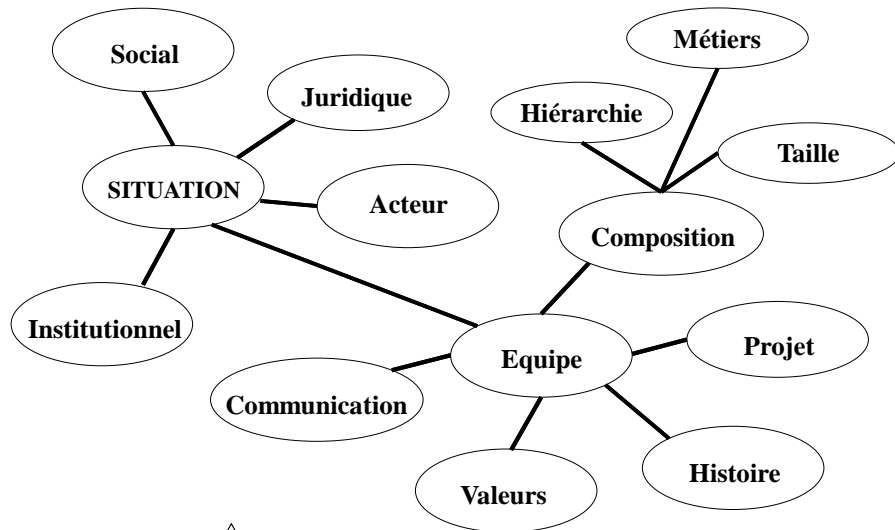 Métiers
Social
Juridique
Hiérarchie
Taille
SITUATION
Acteur
Composition
Institutionnel
Projet
Equipe
Communication
Histoire
Valeurs